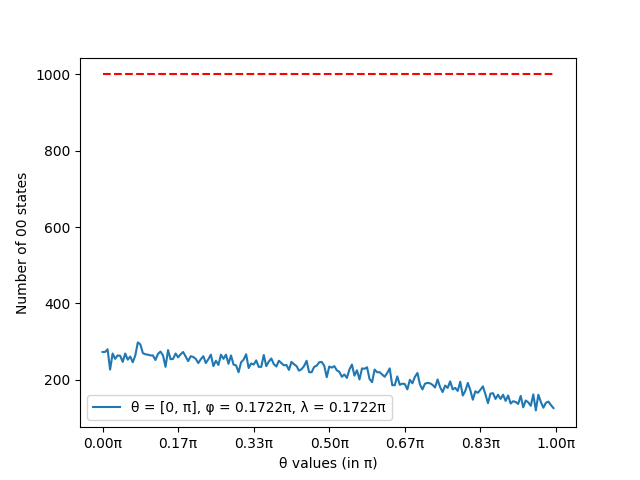 1000
800
600
400
200
Number of 00 states
θ = [0, π], φ = 0.1722π, λ = 0.1722π
0.00π 0.17π 0.33π 0.50π 0.67π 0.83π 1.00π
θ values (in π)